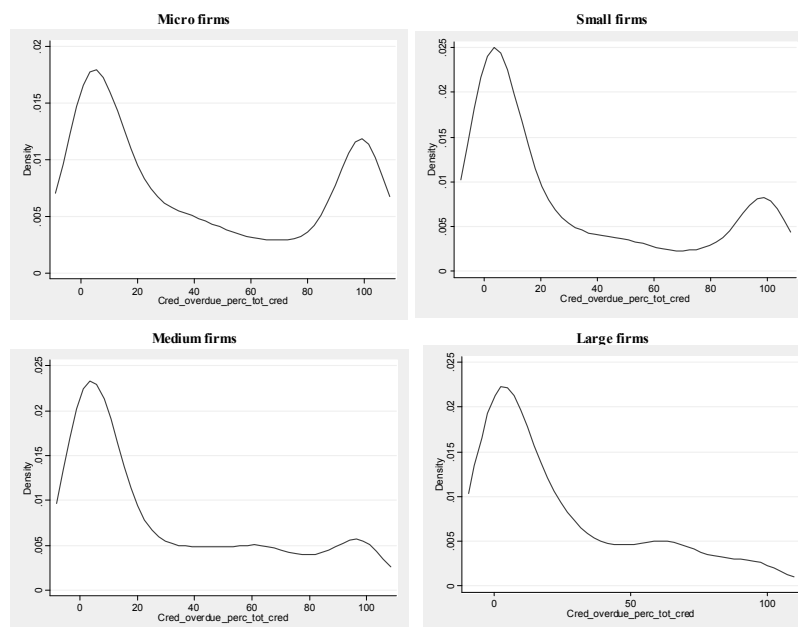 Micro firms
Density
0 .005 .01 .015 .02
0 20 40 60 80 100
Cred_overdue_perc_tot_cred
Small firms
Density
0 .005 .01 .015 .02 .025
0 20 40 60 80 100
Cred_overdue_perc_tot_cred
Medium firms
Density
0 .005 .01 .015 .02 .025
0 20 40 60 80 100
Cred_overdue_perc_tot_cred
Large firms
Density
0 .005 .01 .015 .02 .025
0 50 100
Cred_overdue_perc_tot_cred